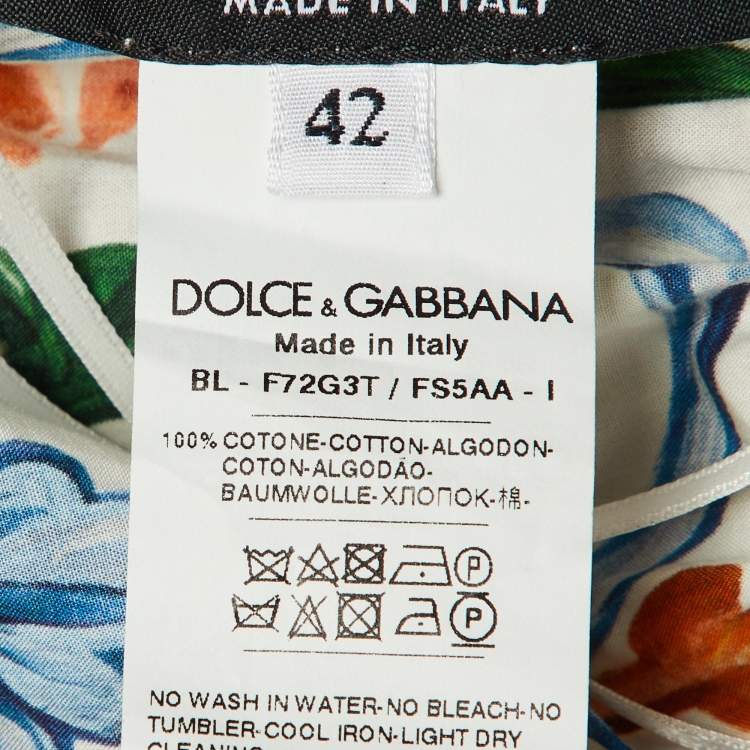 MADE IN ITALY
42
DOLCE & GABBANA
Made in Italy
BL - F72G3T / FS5AA - I
100% COTONE-COTTON-ALGODON-
COTON-ALGODÃO-
BAUMWOLLE-ХЛОПОК-棉-
P
P
NO WASH IN WATER-NO BLEACH-NO
TUMBLER-COOL IRON-LIGHT DRY
CLEANING